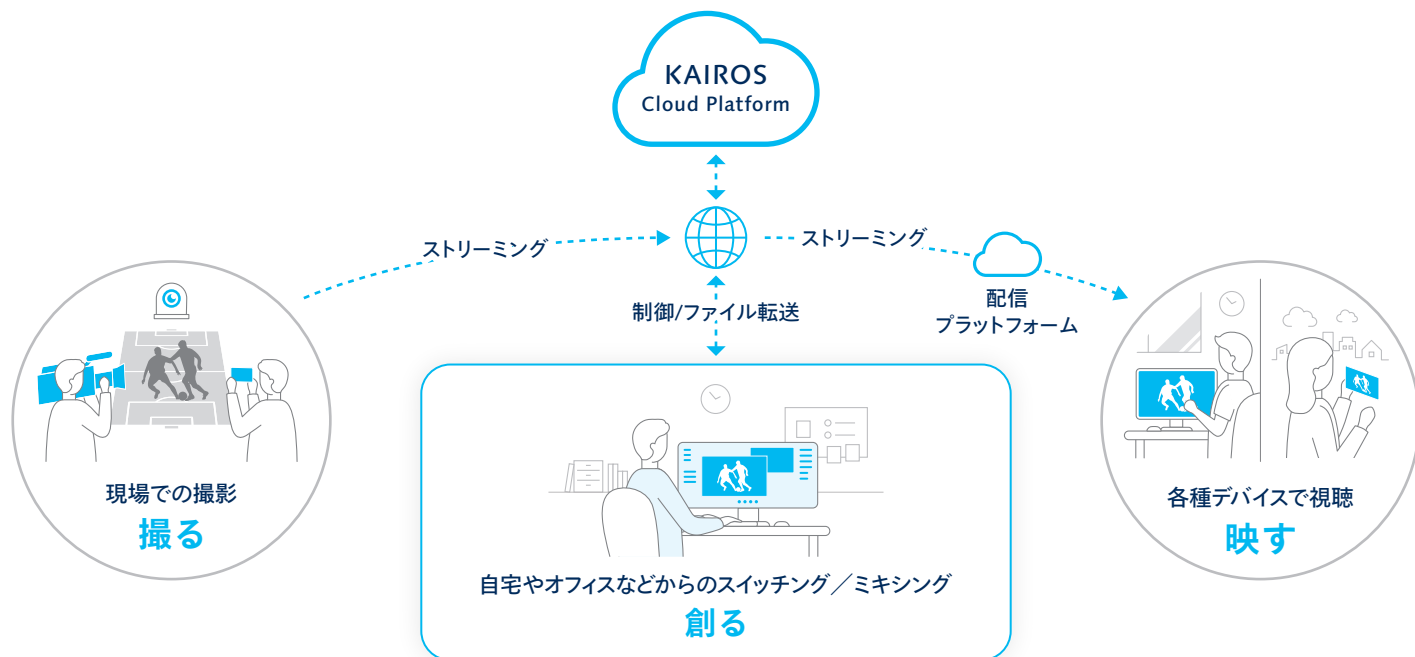 KAIROS
Cloud Platform
ストリーミング
ストリーミング
制御/ファイル転送
配信
プラットフォーム
現場での撮影
撮る
自宅やオフィスなどからのスイッチング／ミキシング
創る
各種デバイスで視聴
映す